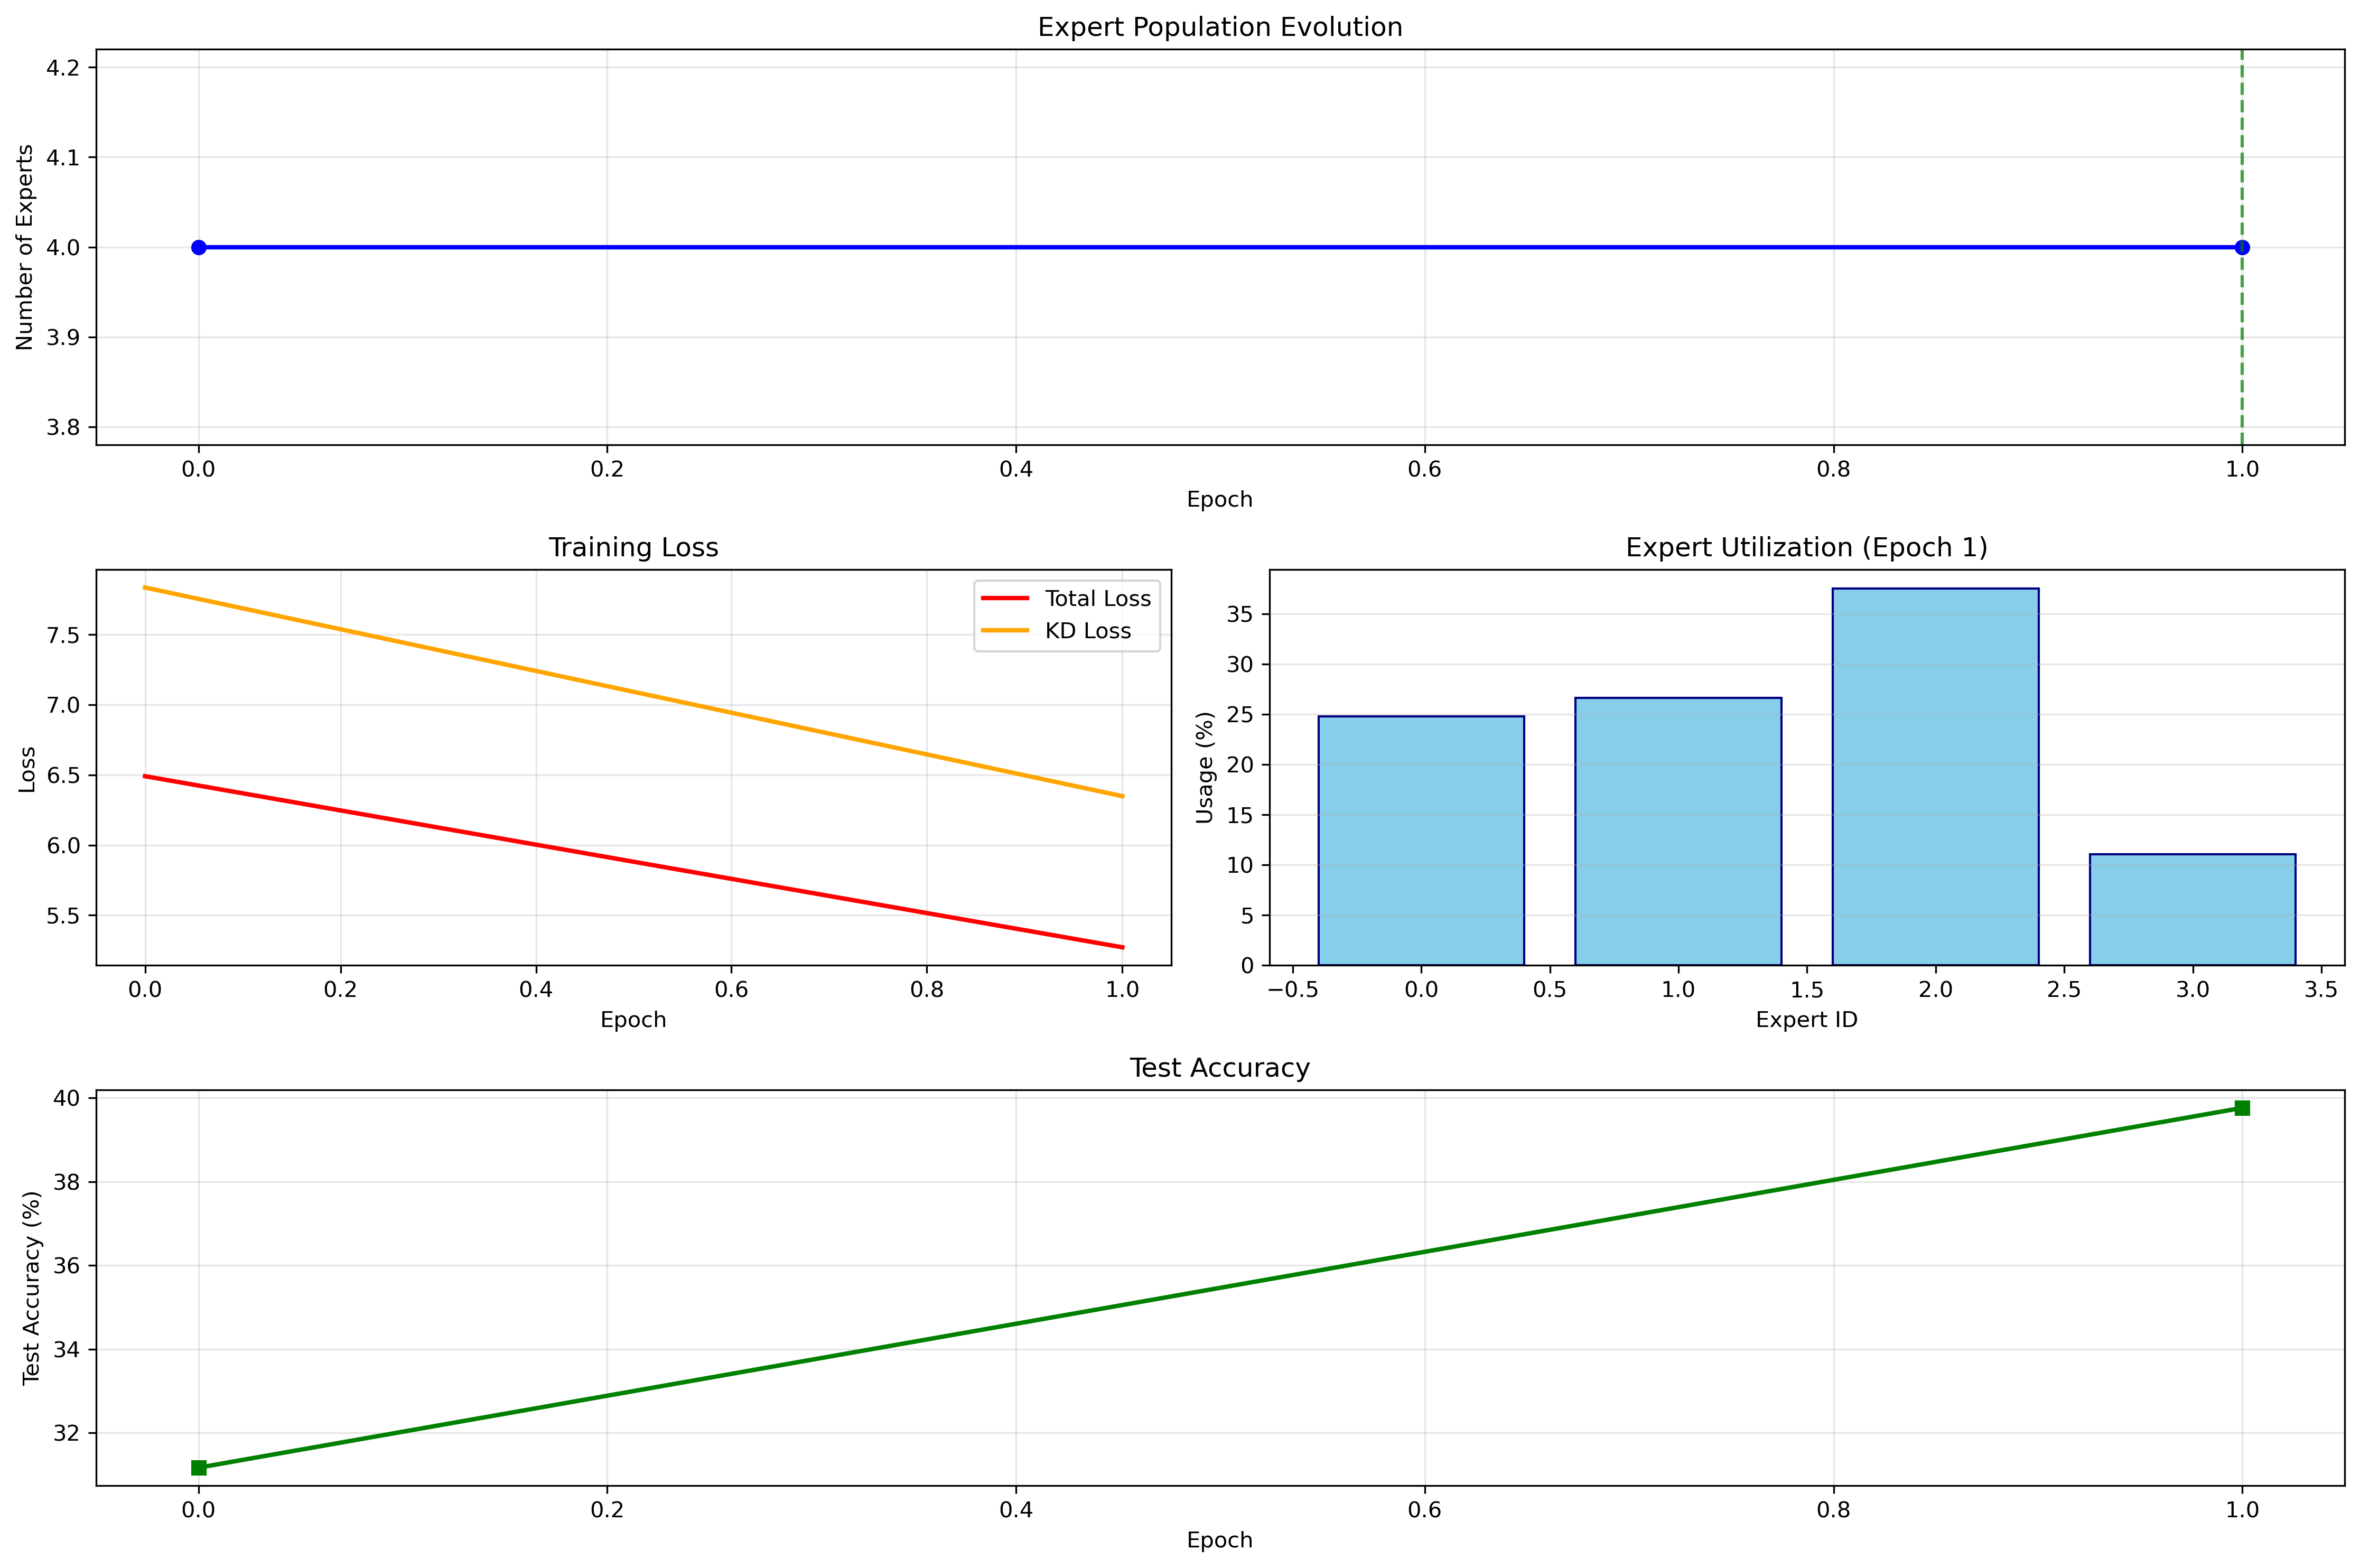 Expert Population Evolution
Number of Experts
4.2
4.1
4.0
3.9
3.8
0.0 0.2 0.4 0.6 0.8 1.0
Epoch
Training Loss
Loss
7.5
7.0
6.5
6.0
5.5
Total Loss
KD Loss
0.0 0.2 0.4 0.6 0.8 1.0
Epoch
Expert Utilization (Epoch 1)
Usage (%)
35
30
25
20
15
10
5
0
−0.5 0.0 0.5 1.0 1.5 2.0 2.5 3.0 3.5
Expert ID
Test Accuracy
Test Accuracy (%)
40
38
36
34
32
0.0 0.2 0.4 0.6 0.8 1.0
Epoch